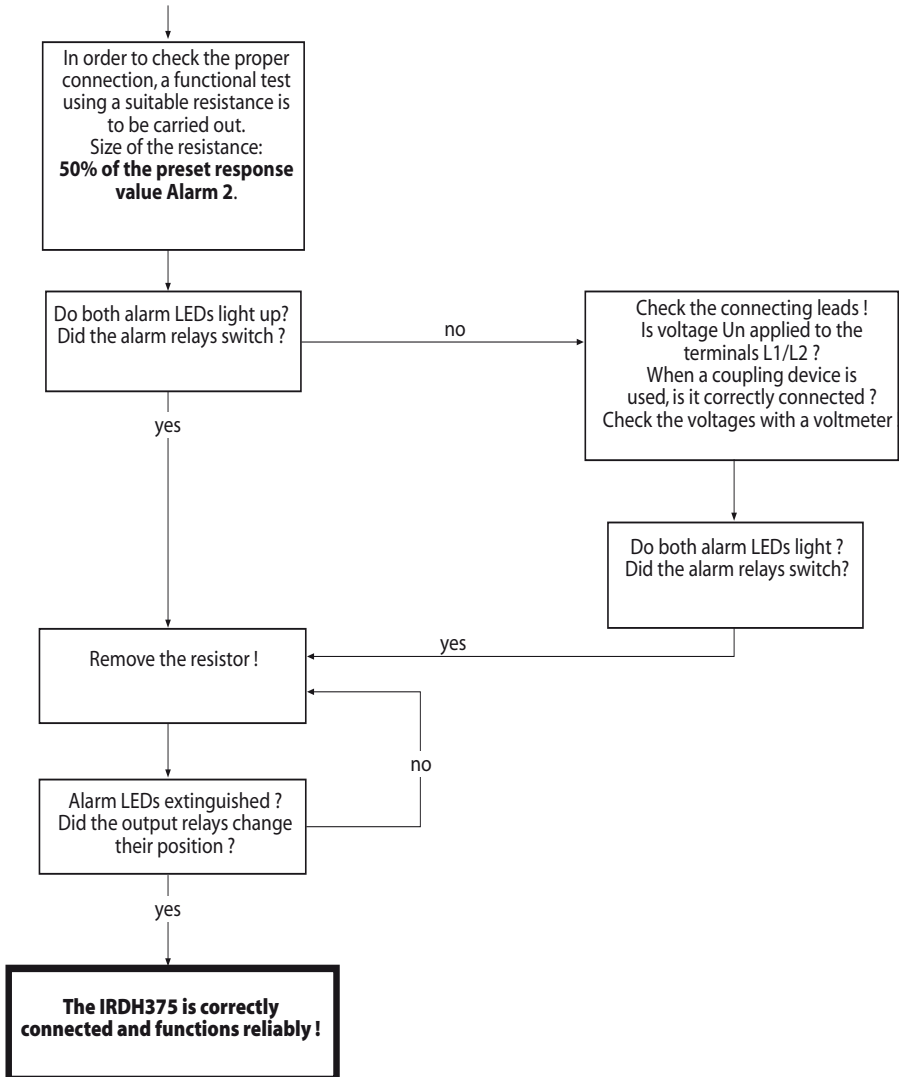 In order to check the proper
connection, a functional test
using a suitable resistance is
to be carried out.
Size of the resistance:
50% of the preset response
value Alarm 2.
Do both alarm LEDs light up?
Did the alarm relays switch ?
no
Check the connecting leads !
Is voltage Un applied to the
terminals L1/L2 ?
When a coupling device is
used, is it correctly connected ?
Check the voltages with a voltmeter
yes
Do both alarm LEDs light ?
Did the alarm relays switch?
yes
Remove the resistor !
no
Alarm LEDs extinguished ?
Did the output relays change
their position ?
yes
The IRDH375 is correctly
connected and functions reliably !